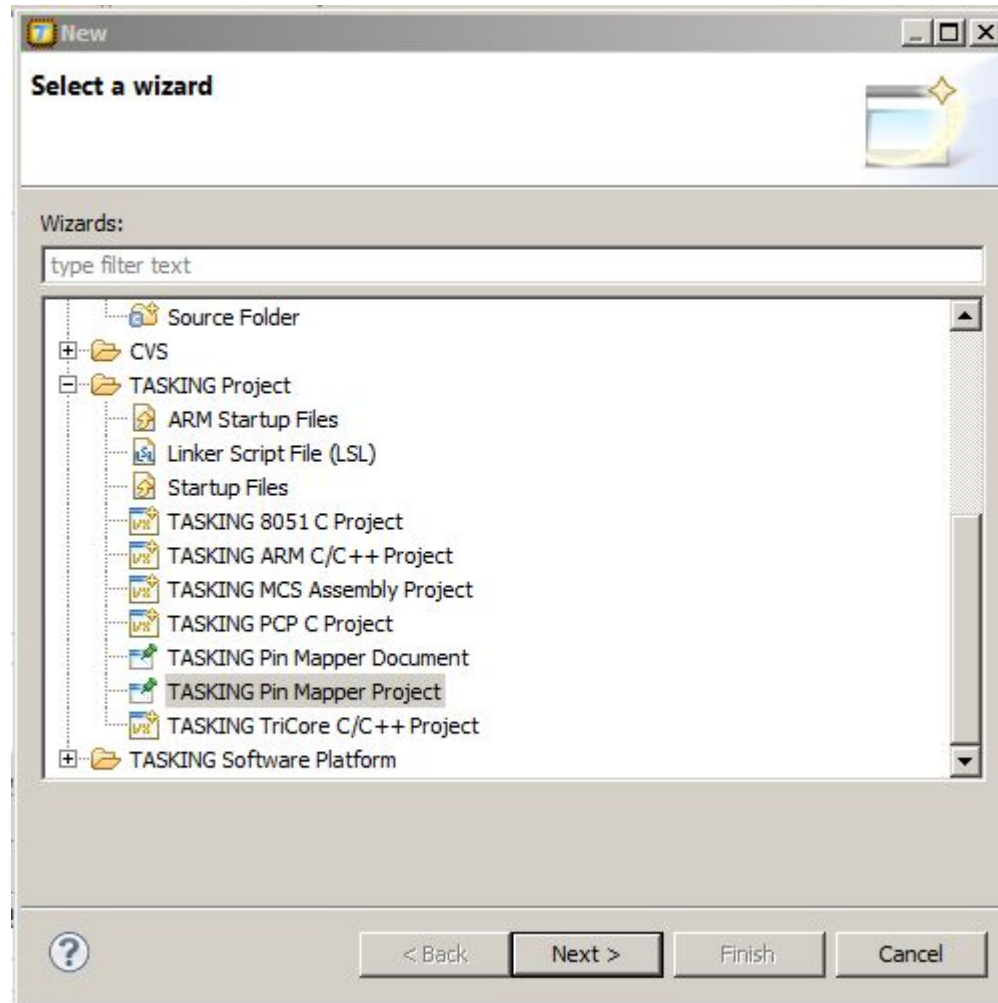 New
Select a wizard
Wizards:
type filter text
Source Folder
CVS
TASKING Project
ARM Startup Files
Linker Script File (LSL)
Startup Files
TASKING 8051 C Project
TASKING ARM C/C++ Project
TASKING MCS Assembly Project
TASKING PCP C Project
TASKING Pin Mapper Document
TASKING Pin Mapper Project
TASKING TriCore C/C++ Project
TASKING Software Platform
< Back Next > Finish Cancel